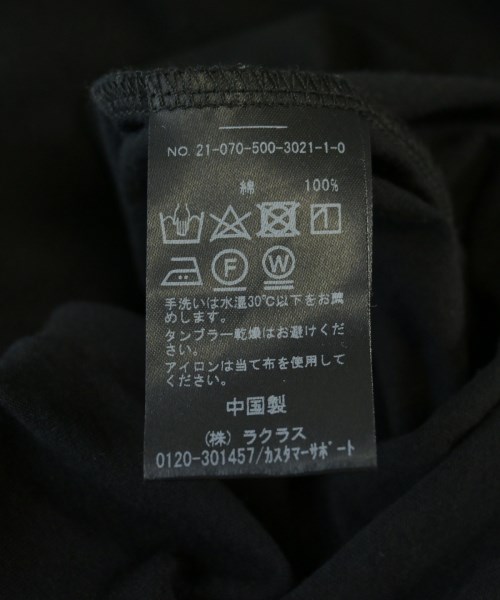 NO. 21-070-500-3021-1-0
綿 100%
F W
手洗いは水温30℃以下をお薦
めします。
タンブラー乾燥はお避けくだ
さい。
アイロンは当て布を使用して
ください。
中国製
(株) ラクラス
0120-301457/カスタマーサポート